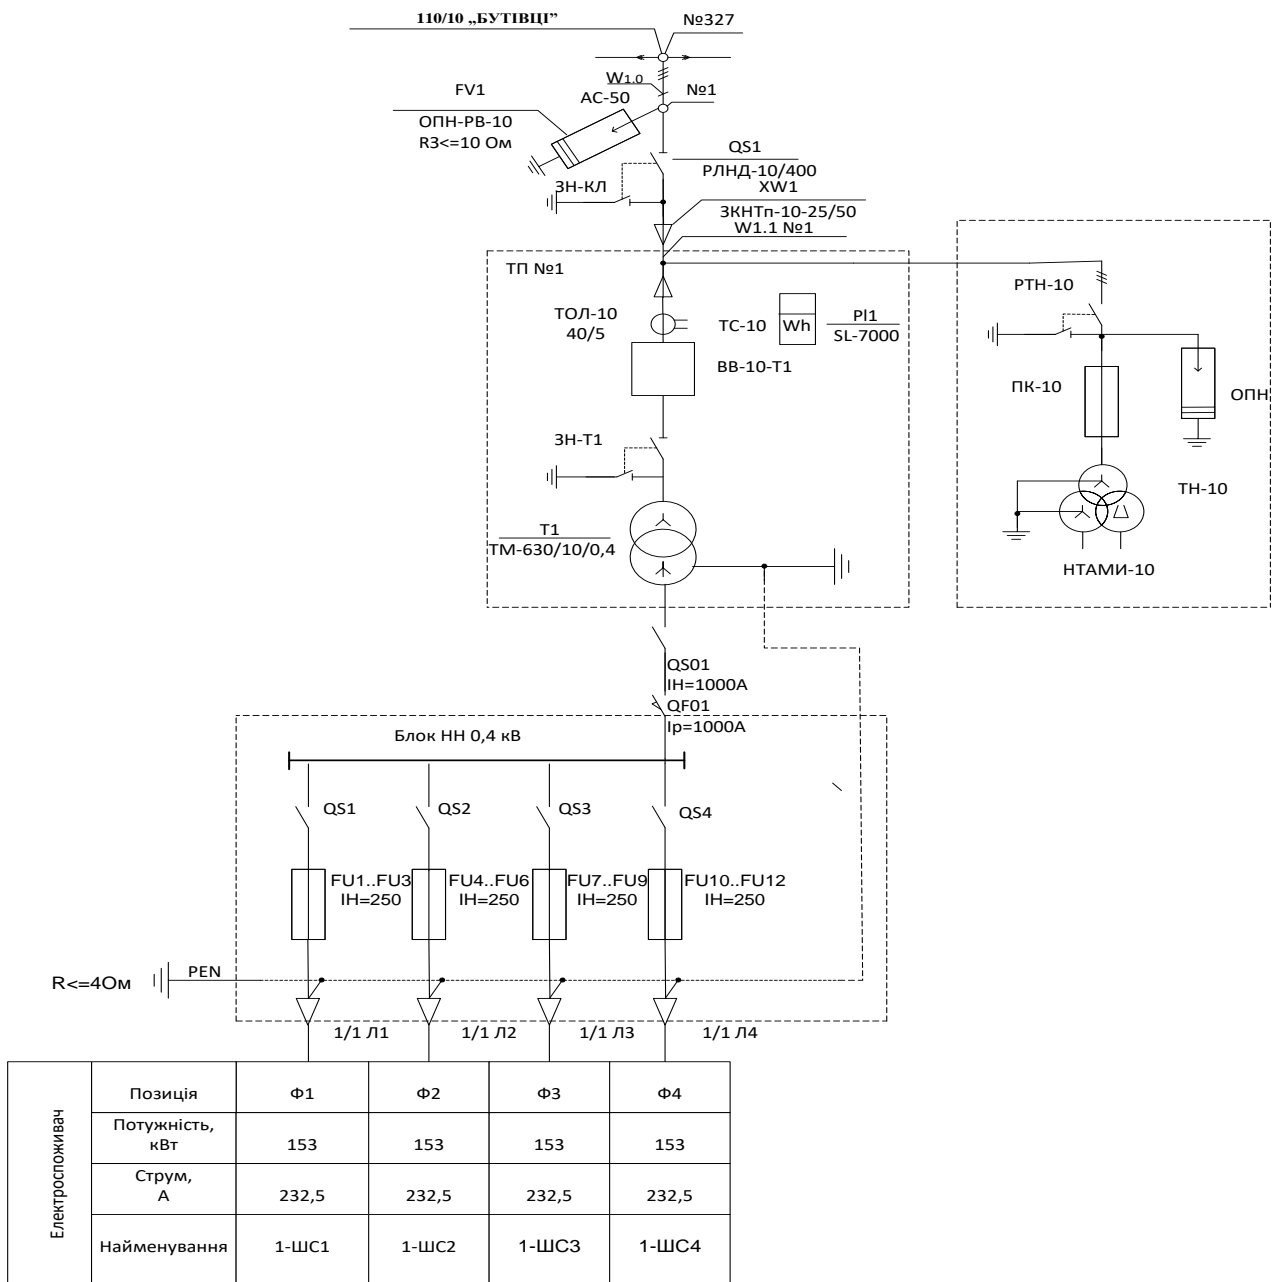 110/10 „БУТІВЦІ”
№327
W1.0
АС-50
№1
FV1
ОПН-РВ-10
RЗ<=10 Ом
QS1
РЛНД-10/400
ЗН-КЛ
XW1
3КНТп-10-25/50
W1.1 №1
ТП №1
ТОЛ-10
40/5
ТС-10
Wh
PI1
SL-7000
ВВ-10-Т1
ЗН-Т1
Т1
ТМ-630/10/0,4
РТН-10
ПК-10
ОПН
ТН-10
НТАМИ-10
QS01
IH=1000А
QF01
Ip=1000А
Блок НН 0,4 кВ
QS1
QS2
QS3
QS4
FU1..FU3
IH=250
FU4..FU6
IH=250
FU7..FU9
IH=250
FU10..FU12
IH=250
R<=4Ом
PEN
1/1 Л1
1/1 Л2
1/1 Л3
1/1 Л4
Електроспоживач
Позиція Ф1 Ф2 Ф3 Ф4
Потужність,
кВт 153 153 153 153
Струм,
А 232,5 232,5 232,5 232,5
Найменування 1-ШС1 1-ШС2 1-ШС3 1-ШС4